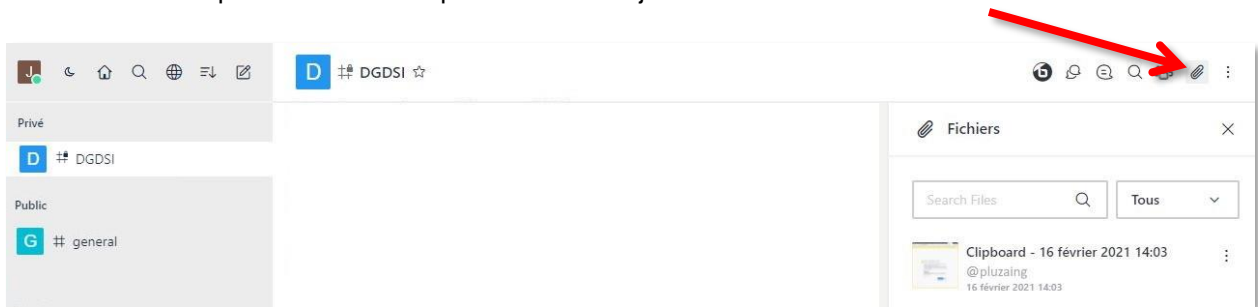 J
D DGDSI
Privé
D DGDSI
Public
G # general
Fichiers
Search Files
Tous
Clipboard - 16 février 2021 14:03
@pluzaing
16 février 2021 14:03